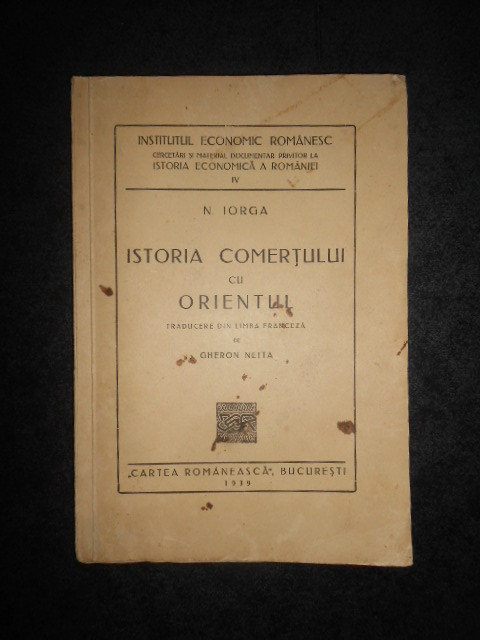 INSTITUTUL ECONOMIC ROMÂNESC
CERCETĂRI ȘI MATERIAL DOCUMENTAR PRIVITOR LA
ISTORIA ECONOMICĂ A ROMÂNIEI
IV
N. IORGA
ISTORIA COMERȚULUI
CU
ORIENTUL
TRADUCERE DIN LIMBA FRANCEZĂ
DE
GHERON NETTA
„CARTEA ROMÂNEASCĂ”, BUCUREȘTI
1939